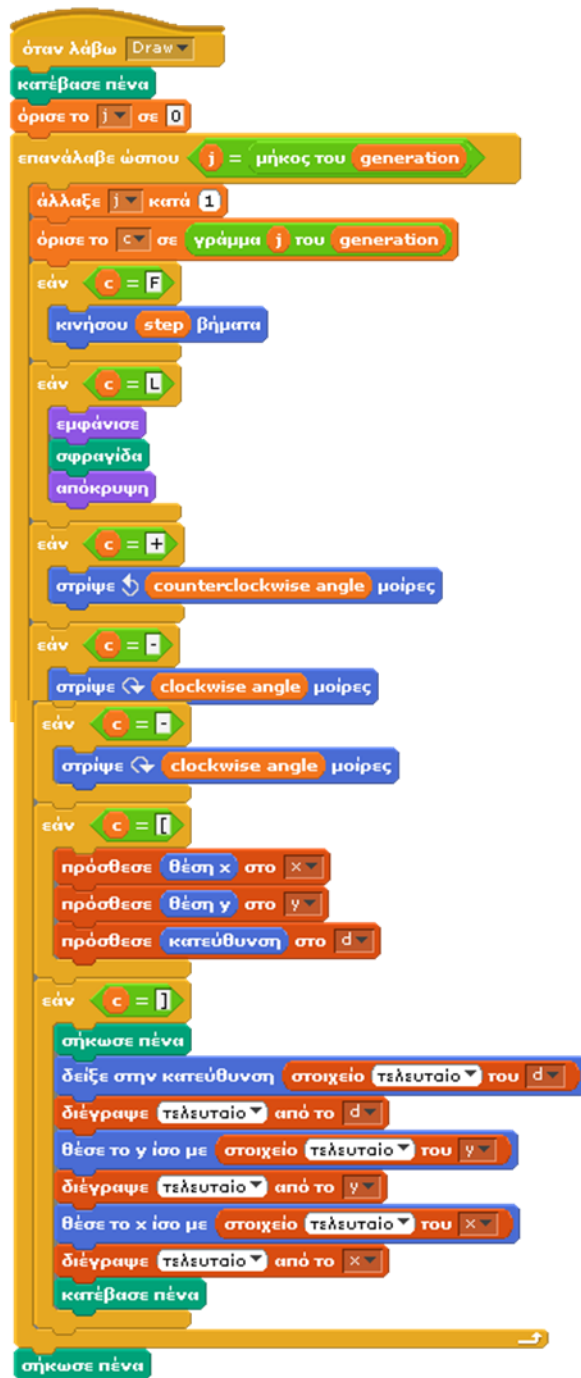 όταν λάβω Draw
κατέβασε πένα
όρισε το j σε 0
επανάλαβε ώσπου j = μήκος του generation
άλλαξε j κατά 1
όρισε το c σε γράμμα j του generation
εάν c = F
κινήσου step βήματα
εάν c = L
εμφάνισε
σφραγίδα
απόκρυψη
εάν c = +
στρίψε counterclockwise angle μοίρες
εάν c = -
στρίψε clockwise angle μοίρες
εάν c = -
στρίψε clockwise angle μοίρες
εάν c = [
πρόσθεσε θέση x στο x
πρόσθεσε θέση y στο y
πρόσθεσε κατεύθυνση στο d
εάν c = ]
σήκωσε πένα
δείξε στην κατεύθυνση στοιχείο τελευταίο του d
διέγραψε τελευταίο από το d
θέσε το y ίσο με στοιχείο τελευταίο του y
διέγραψε τελευταίο από το y
θέσε το x ίσο με στοιχείο τελευταίο του x
διέγραψε τελευταίο από το x
κατέβασε πένα
σήκωσε πένα